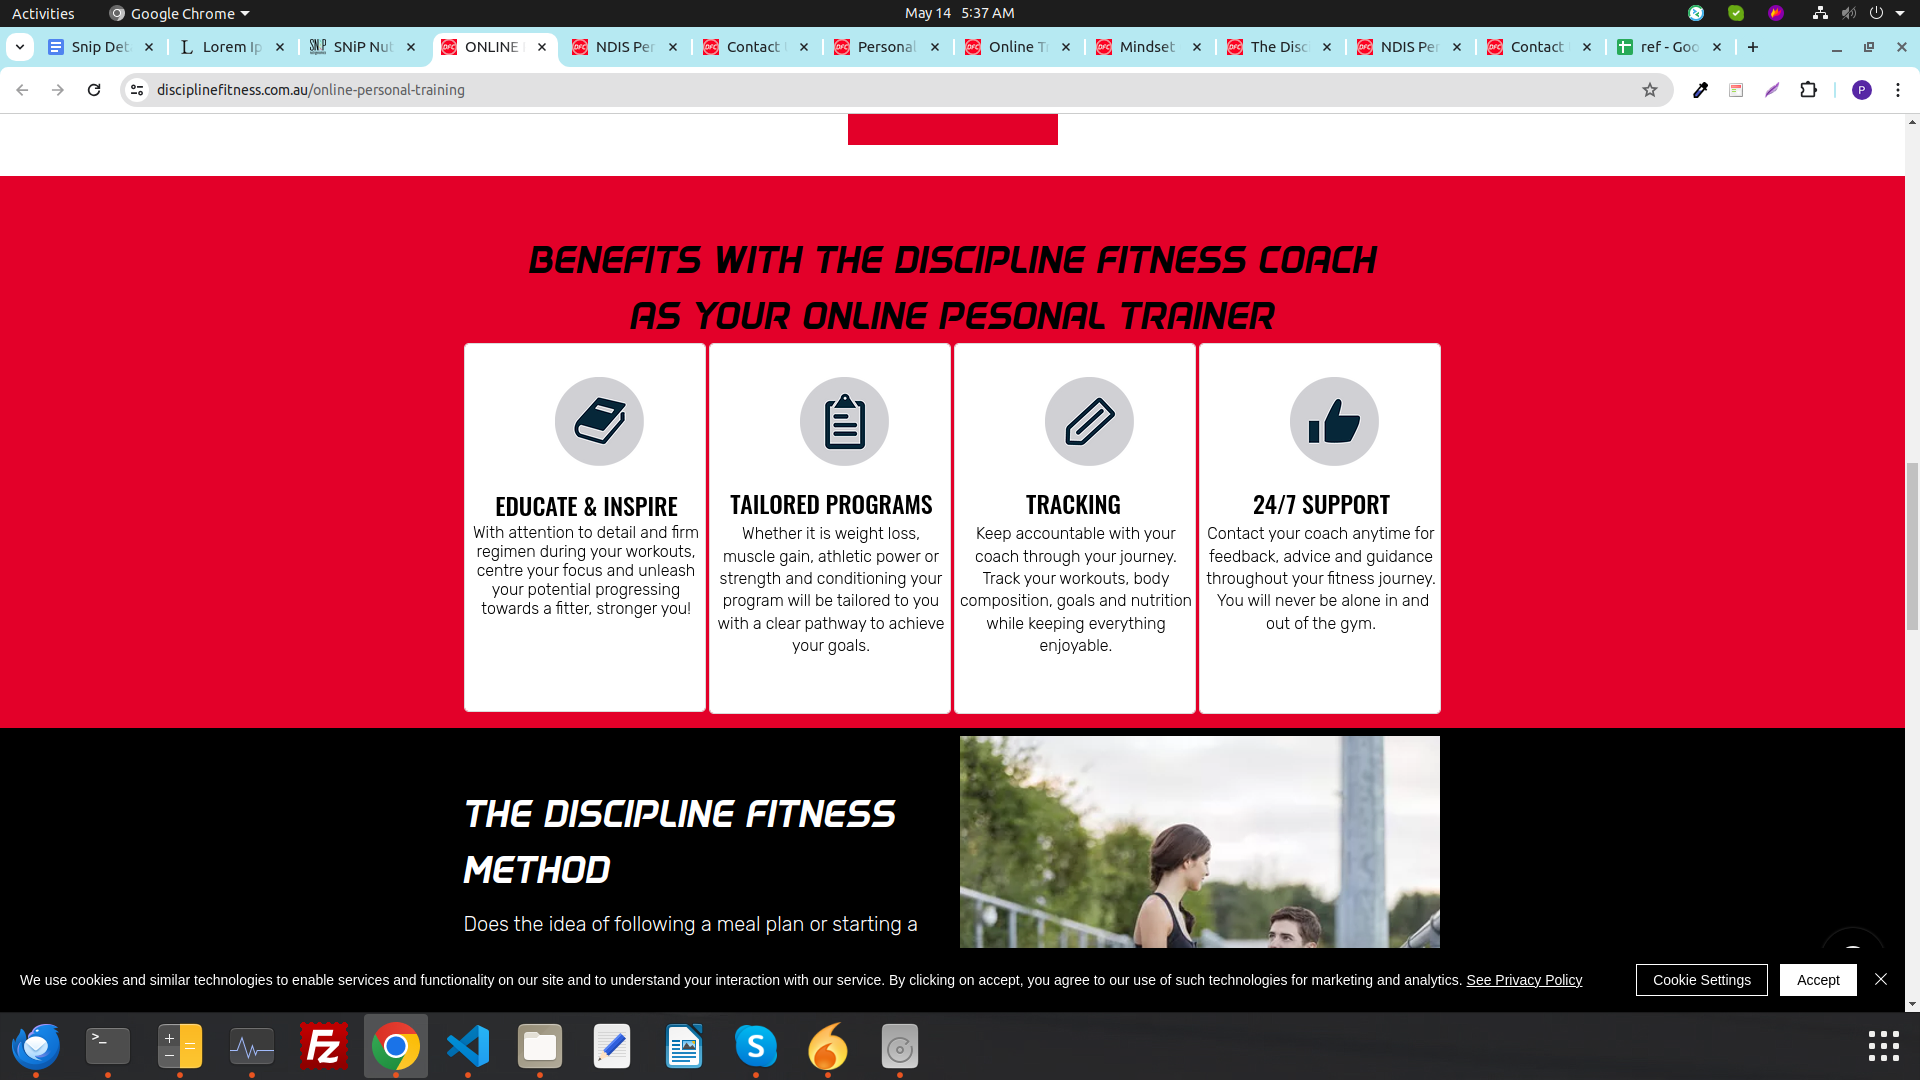 Activities
Google Chrome
May 14 5:37 AM
Snip Det
Lorem Ip
SNiP Nut
ONLINE
NDIS Per
Contact
Personal
Online T
Mindset
The Disc
NDIS Per
Contact
ref - Goo
disciplinefitness.com.au/online-personal-training
P
BENEFITS WITH THE DISCIPLINE FITNESS COACH
AS YOUR ONLINE PESONAL TRAINER
EDUCATE & INSPIRE
With attention to detail and firm
regimen during your workouts,
centre your focus and unleash
your potential progressing
towards a fitter, stronger you!
TAILORED PROGRAMS
Whether it is weight loss,
muscle gain, athletic power or
strength and conditioning your
program will be tailored to you
with a clear pathway to achieve
your goals.
TRACKING
Keep accountable with your
coach through your journey.
Track your workouts, body
composition, goals and nutrition
while keeping everything
enjoyable.
24/7 SUPPORT
Contact your coach anytime for
feedback, advice and guidance
throughout your fitness journey.
You will never be alone in and
out of the gym.
THE DISCIPLINE FITNESS
METHOD
Does the idea of following a meal plan or starting a
We use cookies and similar technologies to enable services and functionality on our site and to understand your interaction with our service. By clicking on accept, you agree to our use of such technologies for marketing and analytics. See Privacy Policy
Cookie Settings
Accept